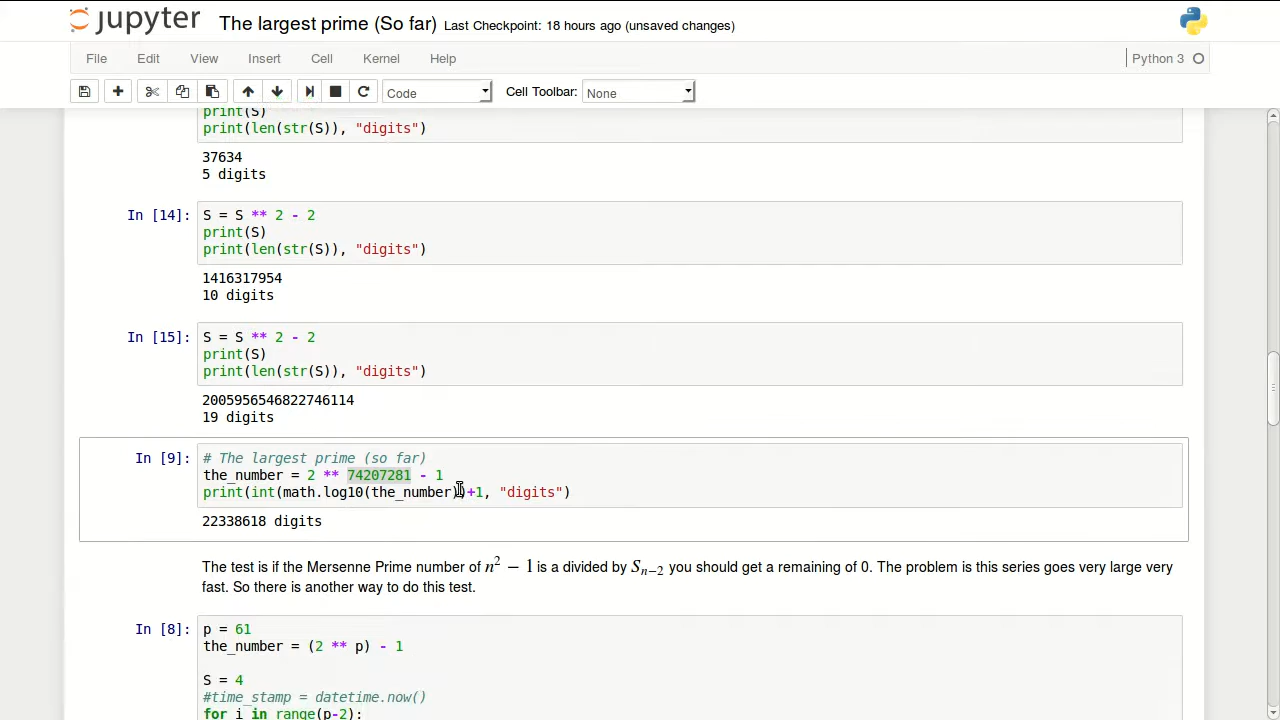 jupyter The largest prime (So far) Last Checkpoint: 18 hours ago (unsaved changes)
File Edit View Insert Cell Kernel Help Python 3
Code Cell Toolbar: None
print(S)
print(len(str(S)), "digits")
37634
5 digits
In [14]: S = S ** 2 - 2
print(S)
print(len(str(S)), "digits")
1416317954
10 digits
In [15]: S = S ** 2 - 2
print(S)
print(len(str(S)), "digits")
2005956546822746114
19 digits
In [9]: # The largest prime (so far)
the_number = 2 ** 74207281 - 1
print(int(math.log10(the_number))+1, "digits")
22338618 digits
The test is if the Mersenne Prime number of n² − 1 is a divided by Sₙ₋₂ you should get a remaining of 0. The problem is this series goes very large very
fast. So there is another way to do this test.
In [8]: p = 61
the_number = (2 ** p) - 1
S = 4
#time_stamp = datetime.now()
for i in range(p-2):